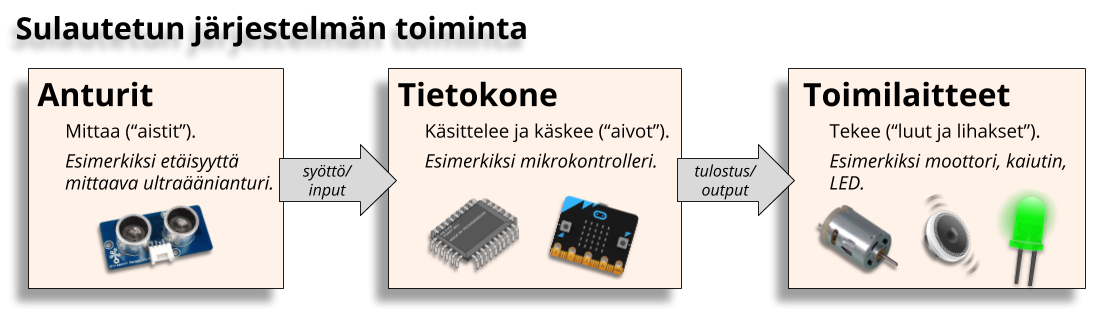 Sulautetun järjestelmän toiminta
Anturit
Mittaa (“aistit”).
Esimerkiksi etäisyyttä
mittaava ultraäänianturi.
syöttö/
input
Tietokone
Käsittelee ja käskee (“aivot”).
Esimerkiksi mikrokontrolleri.
tulostus/
output
Toimilaitteet
Tekee (“luut ja lihakset”).
Esimerkiksi moottori, kaiutin,
LED.